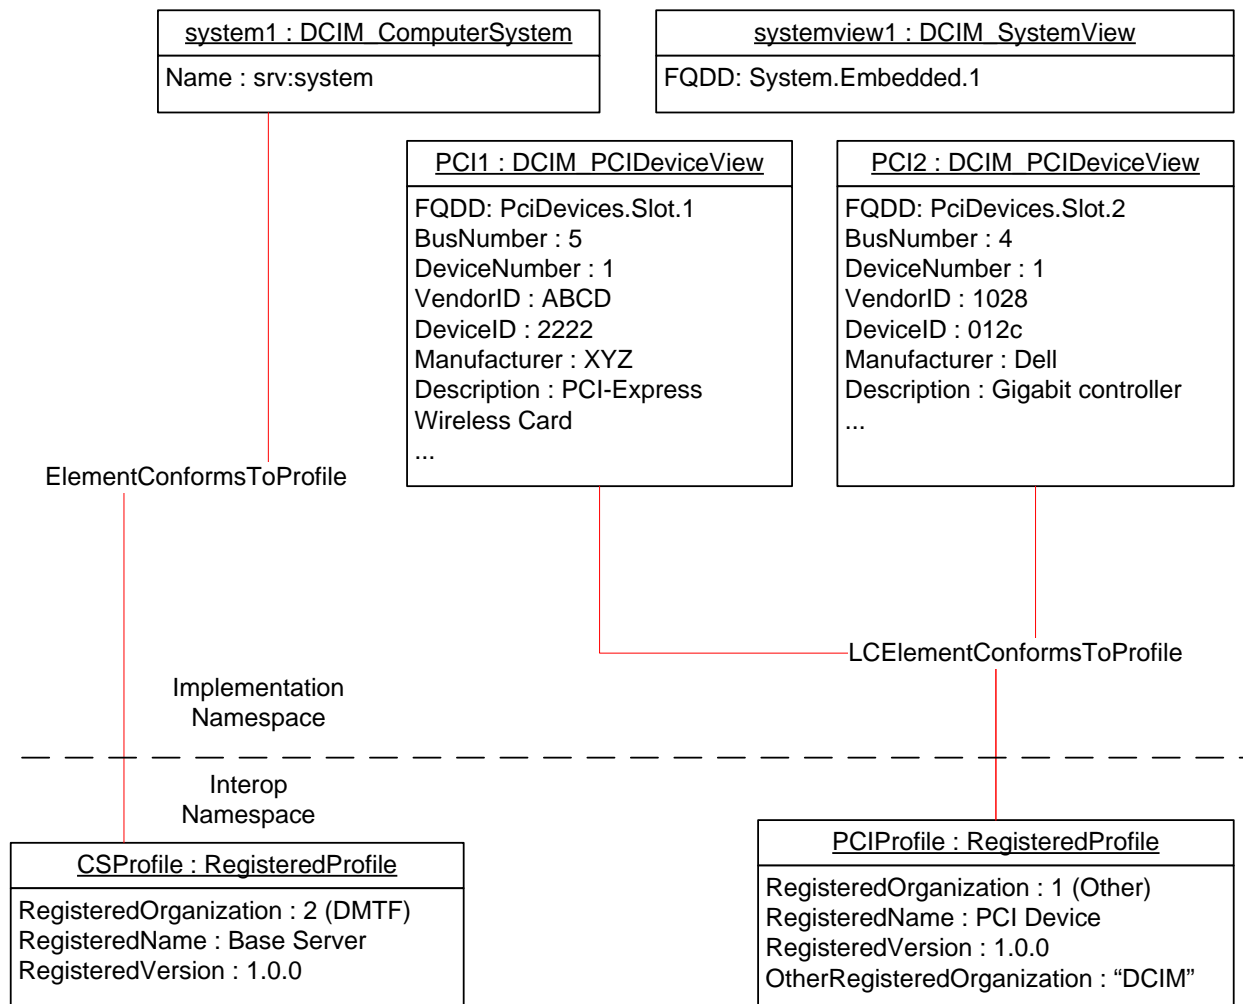 system1 : DCIM_ComputerSystem
Name : srv:system
systemview1 : DCIM_SystemView
FQDD: System.Embedded.1
PCI1 : DCIM_PCIDeviceView
FQDD: PciDevices.Slot.1
BusNumber : 5
DeviceNumber : 1
VendorID : ABCD
DeviceID : 2222
Manufacturer : XYZ
Description : PCI-Express
Wireless Card
...
PCI2 : DCIM_PCIDeviceView
FQDD: PciDevices.Slot.2
BusNumber : 4
DeviceNumber : 1
VendorID : 1028
DeviceID : 012c
Manufacturer : Dell
Description : Gigabit controller
...
ElementConformsToProfile
LCElementConformsToProfile
Implementation
Namespace
Interop
Namespace
CSProfile : RegisteredProfile
RegisteredOrganization : 2 (DMTF)
RegisteredName : Base Server
RegisteredVersion : 1.0.0
PCIProfile : RegisteredProfile
RegisteredOrganization : 1 (Other)
RegisteredName : PCI Device
RegisteredVersion : 1.0.0
OtherRegisteredOrganization : “DCIM”